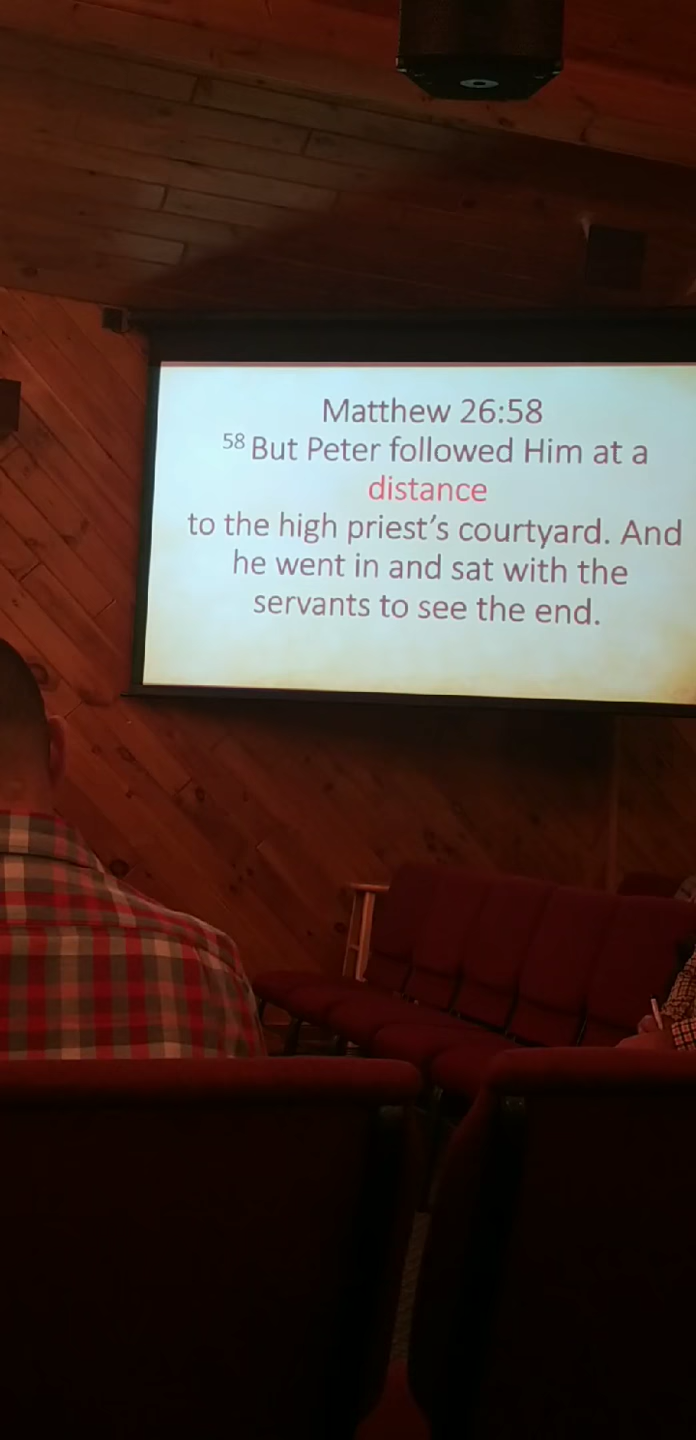 Matthew 26:58
58 But Peter followed Him at a
distance
to the high priest’s courtyard. And
he went in and sat with the
servants to see the end.